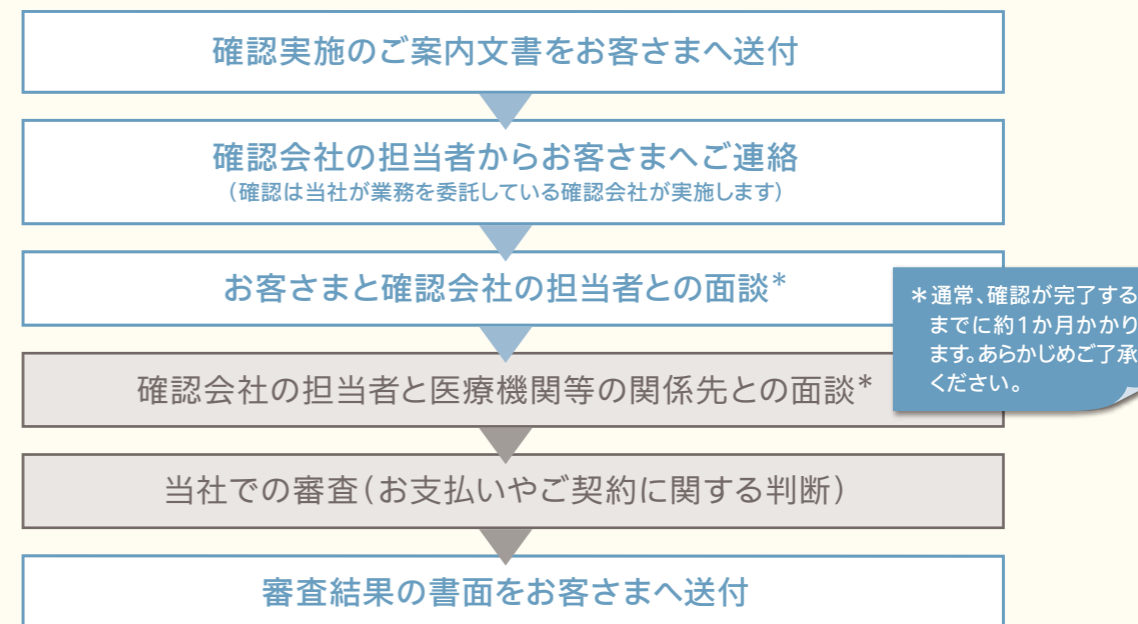 確認実施のご案内文書をお客さまへ送付
確認会社の担当者からお客さまへご連絡
（確認は当社が業務を委託している確認会社が実施します）
お客さまと確認会社の担当者との面談*
＊通常、確認が完了する
までに約1か月かかり
ます。あらかじめご了承
ください。
確認会社の担当者と医療機関等の関係先との面談*
当社での審査（お支払いやご契約に関する判断）
審査結果の書面をお客さまへ送付